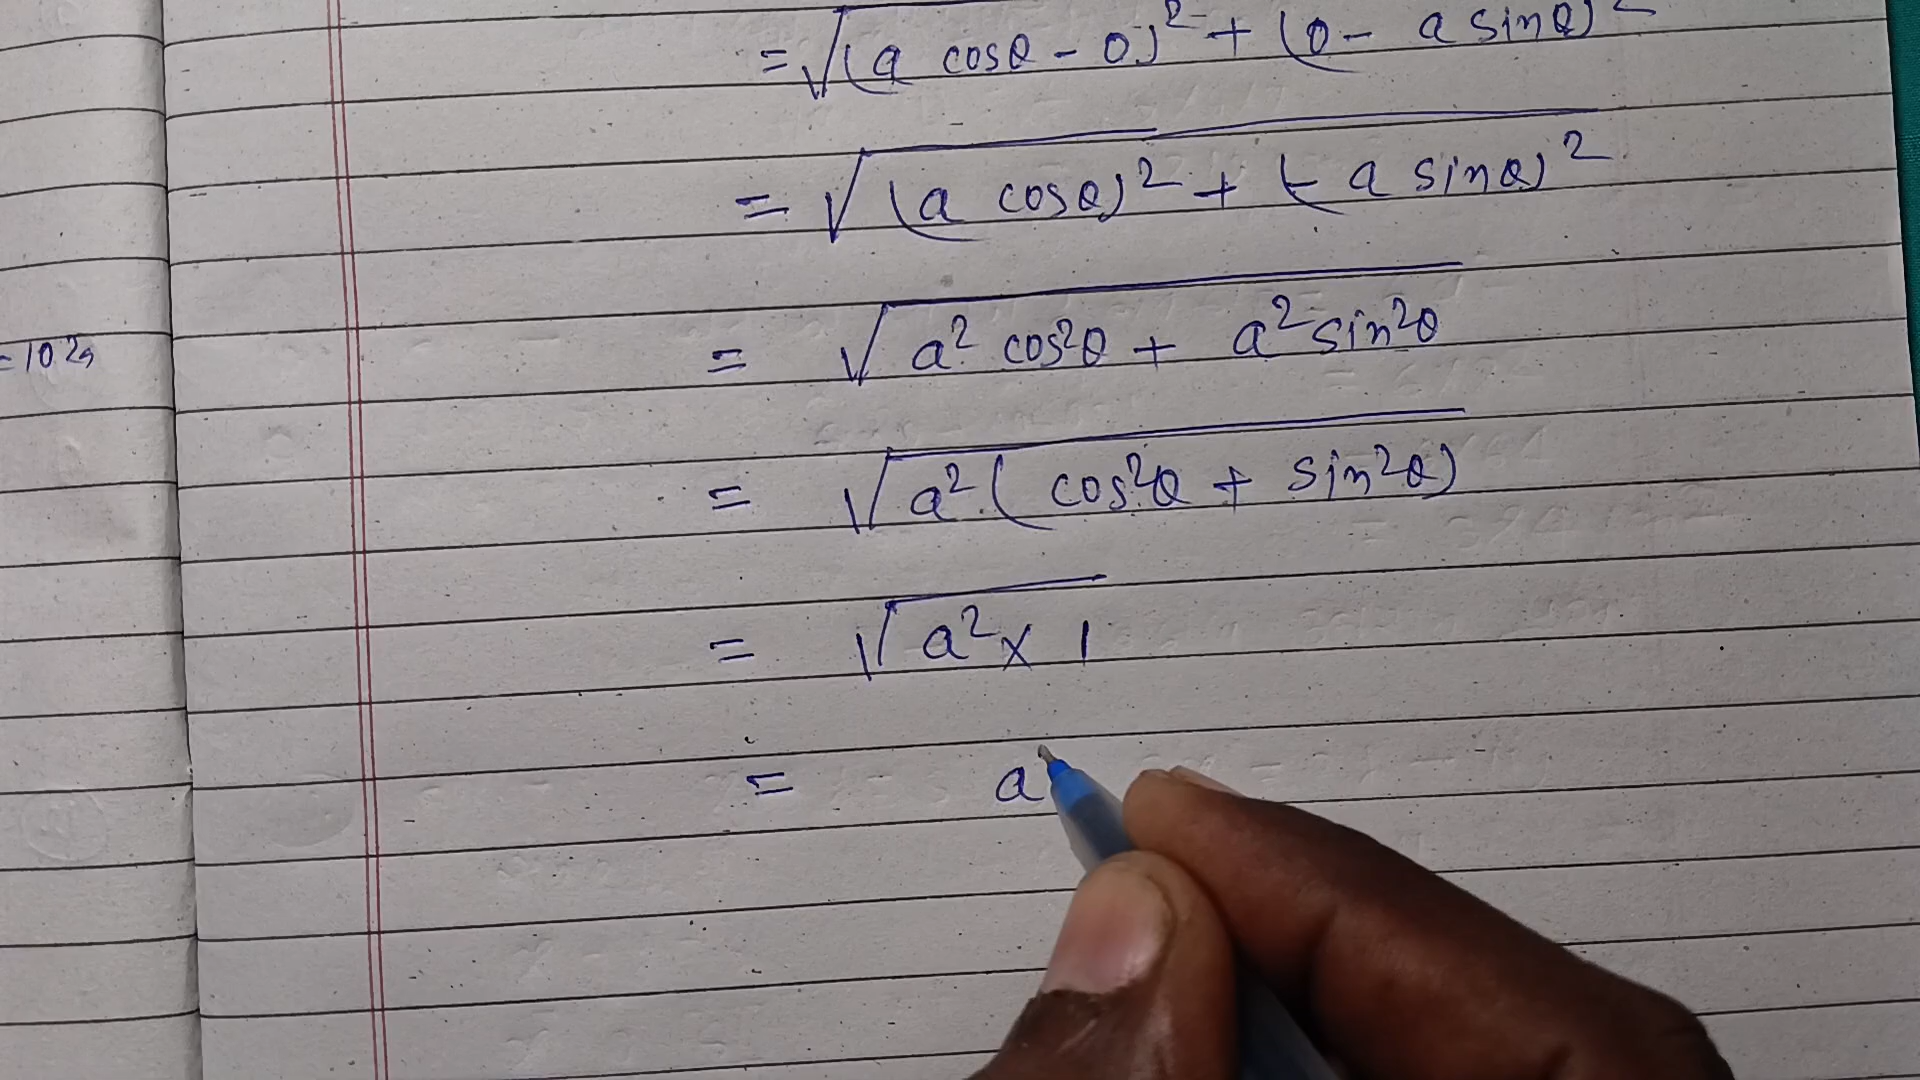 = √(a cosθ - 0)² + (0 - a sinθ)²
= √(a cosθ)² + (- a sinθ)²
= √a² cos²θ + a² sin²θ
= 102
= √a² (cos²θ + sin²θ)
= √a² x 1
= a